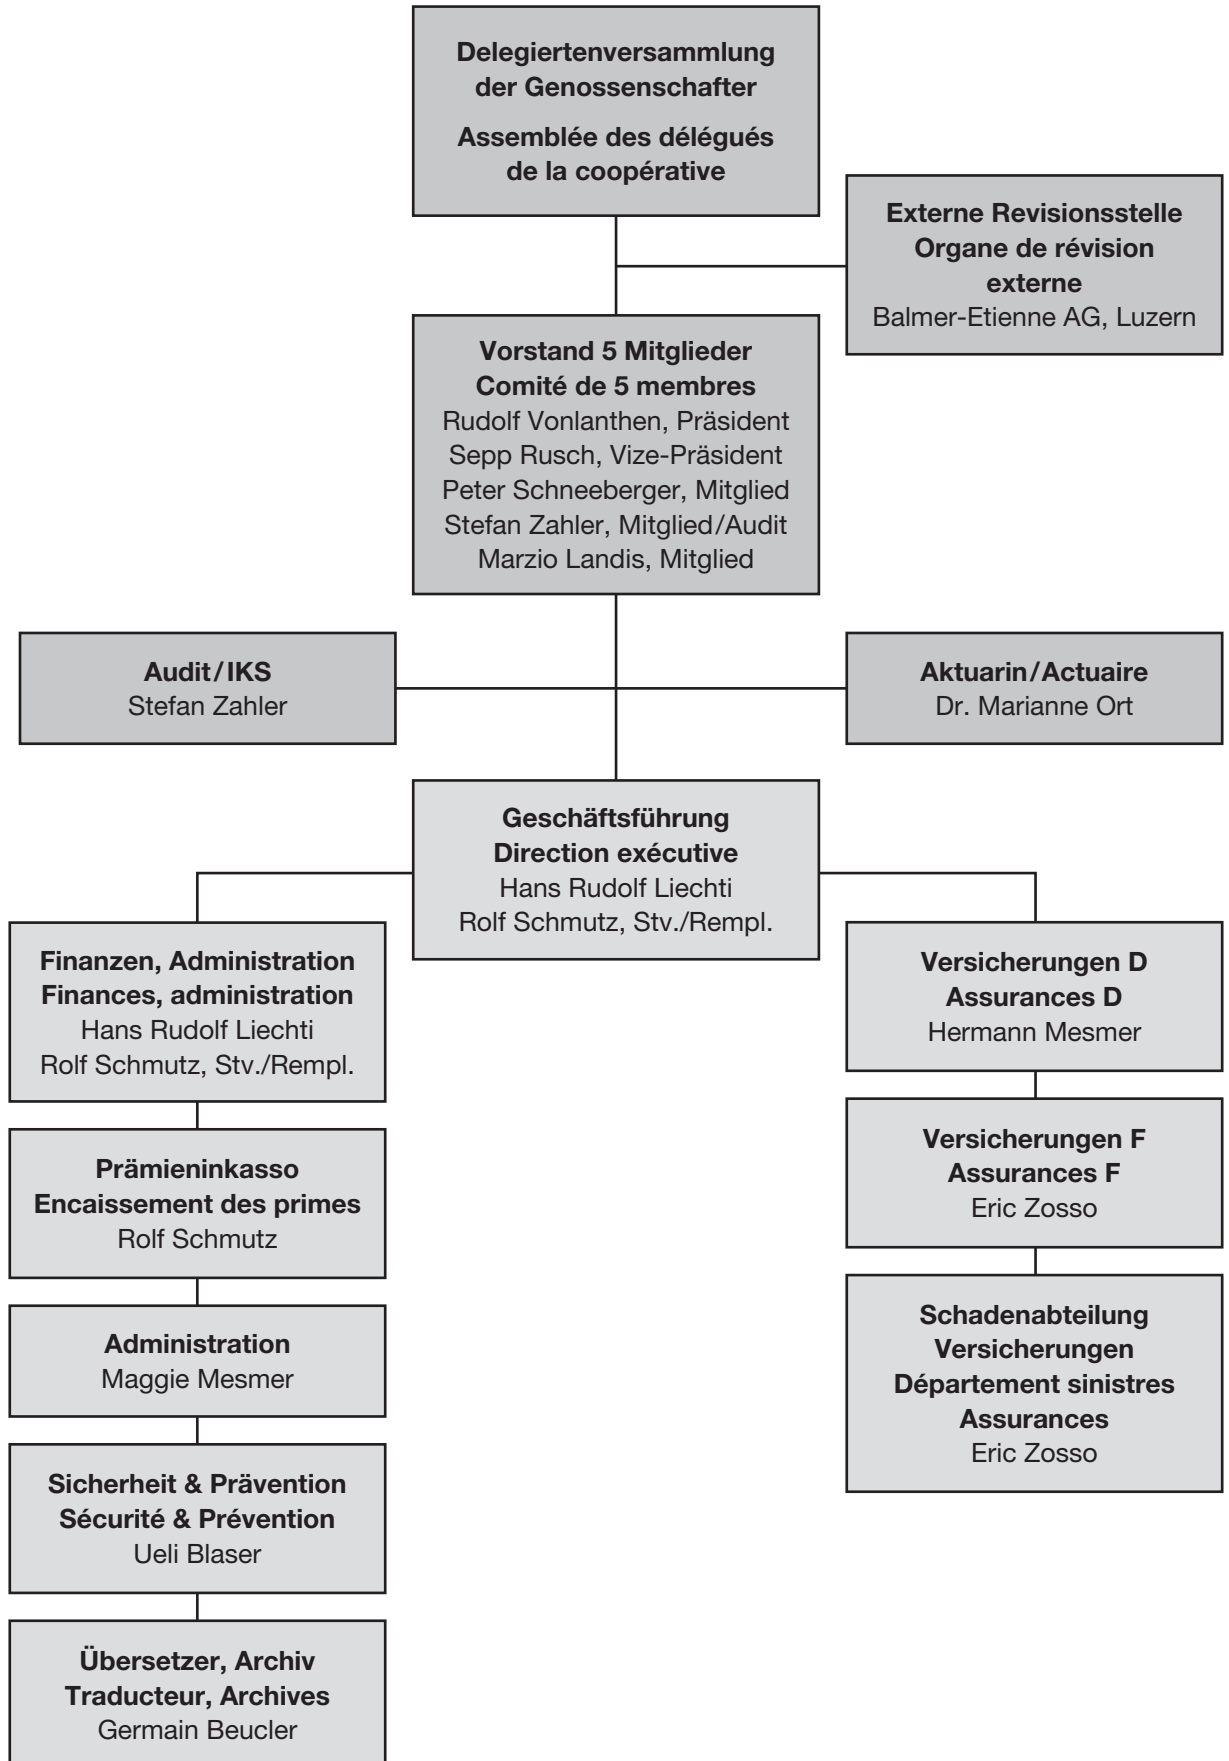 Delegiertenversammlung
der Genossenschafter
Assemblée des délégués
de la coopérative
Externe Revisionsstelle
Organe de révision
externe
Balmer-Etienne AG, Luzern
Vorstand 5 Mitglieder
Comité de 5 membres
Rudolf Vonlanthen, Präsident
Sepp Rusch, Vize-Präsident
Peter Schneeberger, Mitglied
Stefan Zahler, Mitglied/Audit
Marzio Landis, Mitglied
Audit/IKS
Stefan Zahler
Aktuarin/Actuaire
Dr. Marianne Ort
Geschäftsführung
Direction exécutive
Hans Rudolf Liechti
Rolf Schmutz, Stv./Rempl.
Finanzen, Administration
Finances, administration
Hans Rudolf Liechti
Rolf Schmutz, Stv./Rempl.
Prämieninkasso
Encaissement des primes
Rolf Schmutz
Administration
Maggie Mesmer
Sicherheit & Prävention
Sécurité & Prévention
Ueli Blaser
Übersetzer, Archiv
Traducteur, Archives
Germain Beucler
Versicherungen D
Assurances D
Hermann Mesmer
Versicherungen F
Assurances F
Eric Zosso
Schadenabteilung
Versicherungen
Département sinistres
Assurances
Eric Zosso